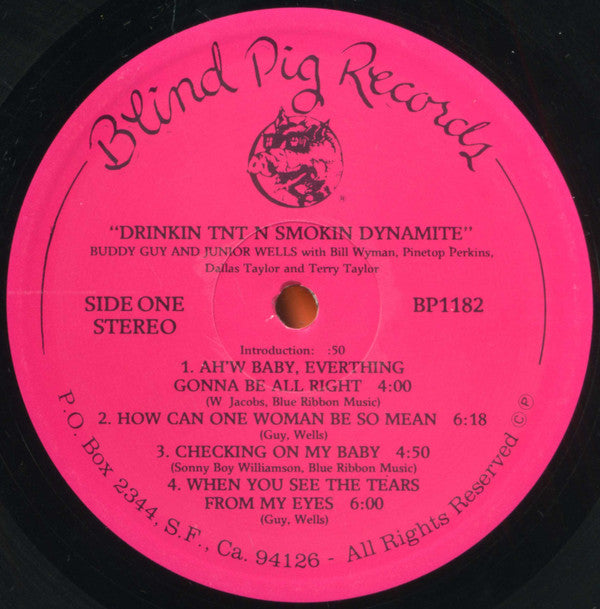 Blind Pig Records
®
"DRINKIN TNT N SMOKIN DYNAMITE"
BUDDY GUY AND JUNIOR WELLS with Bill Wyman, Pinetop Perkins,
Dallas Taylor and Terry Taylor
SIDE ONE
STEREO
BP1182
Introduction: :50
1. AH'W BABY, EVERTHING
GONNA BE ALL RIGHT 4:00
(W Jacobs, Blue Ribbon Music)
2. HOW CAN ONE WOMAN BE SO MEAN 6:18
(Guy, Wells)
3. CHECKING ON MY BABY 4:50
(Sonny Boy Williamson, Blue Ribbon Music)
4. WHEN YOU SEE THE TEARS
FROM MY EYES 6:00
(Guy, Wells)
P.O. Box 2344, S.F., Ca. 94126 - All Rights Reserved © ℗